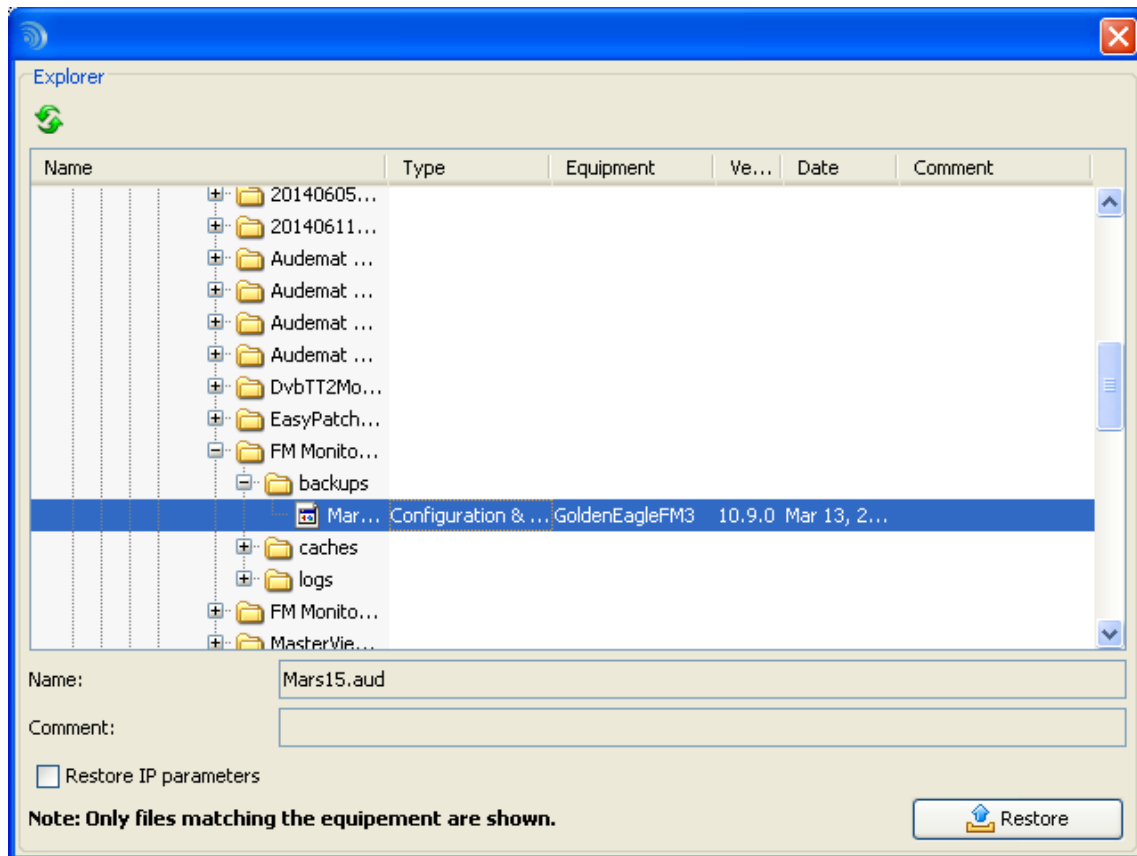 Explorer
Name Type Equipment Ve... Date Comment
20140605...
20140611...
Audemat ...
Audemat ...
Audemat ...
Audemat ...
DvbTT2Mo...
EasyPatch...
FM Monito...
backups
Mar... Configuration & ... GoldenEagleFM3 10.9.0 Mar 13, 2...
caches
logs
FM Monito...
MasterVie...
Name: Mars15.aud
Comment:
Restore IP parameters
Note: Only files matching the equipement are shown.
Restore